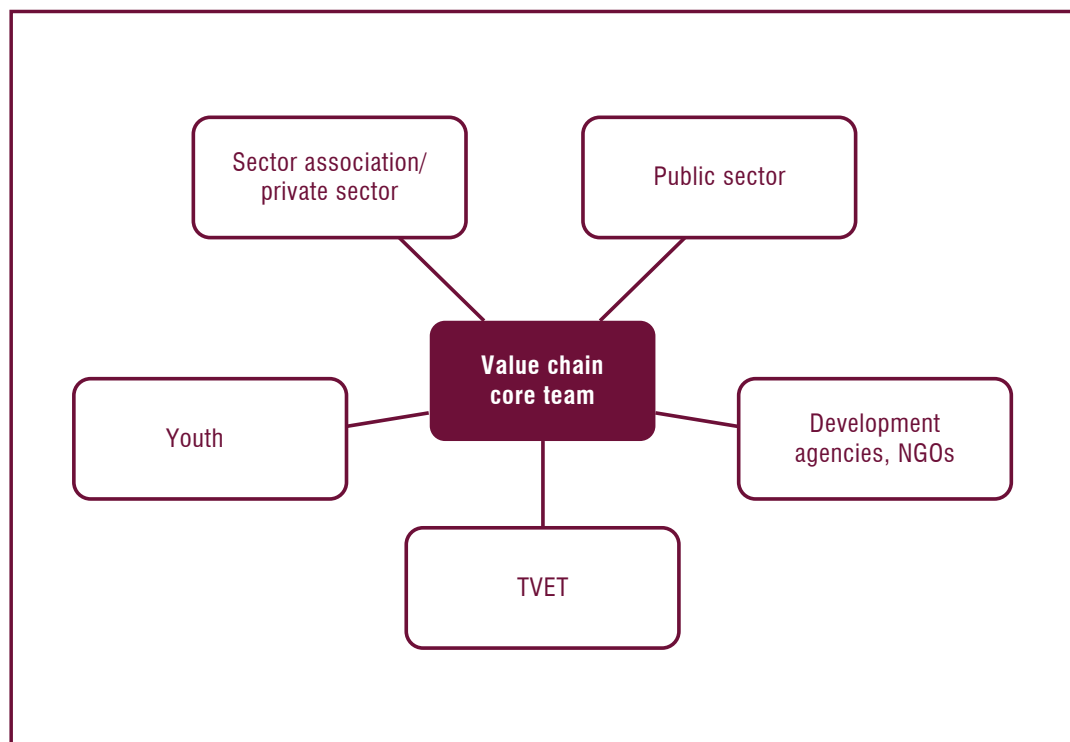 Sector association/
private sector
Public sector
Value chain
core team
Youth
Development
agencies, NGOs
TVET